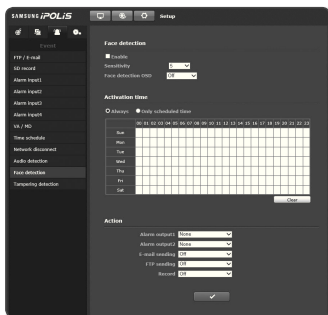 SAMSUNG iPOLiS
Setup
Event
FTP / E-mail
SD record
Alarm input1
Alarm input2
Alarm input3
Alarm input4
VA / MD
Time schedule
Network disconnect
Audio detection
Face detection
Tampering detection
Face detection
Enable
Sensitivity 5
Face detection OSD Off
Activation time
Always Only scheduled time
00 01 02 03 04 05 06 07 08 09 10 11 12 13 14 15 16 17 18 19 20 21 22 23
Sun
Mon
Tue
Wed
Thu
Fri
Sat
Clear
Action
Alarm output1 None
Alarm output2 None
E-mail sending Off
FTP sending Off
Record Off